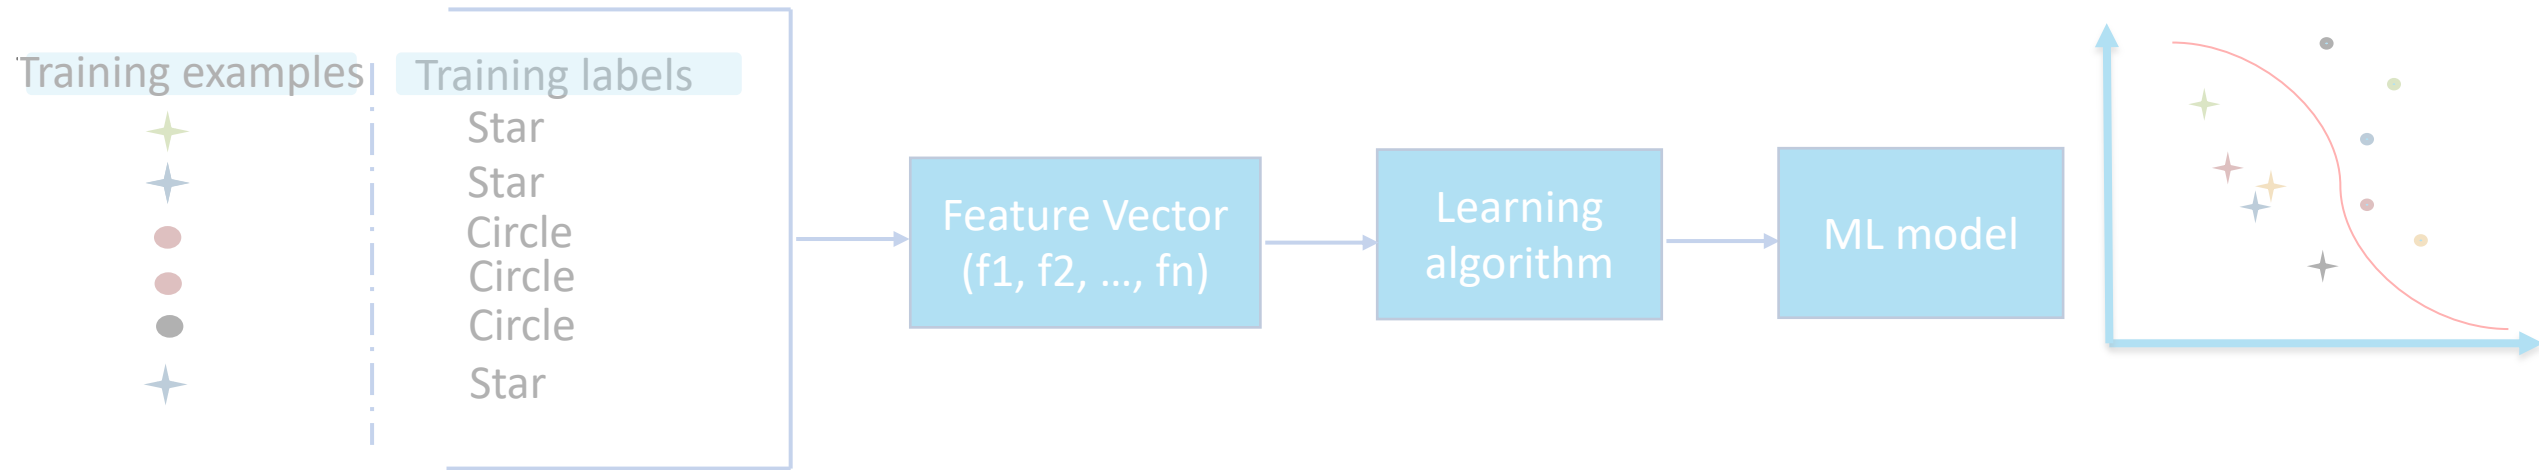 Training examples
Training labels
Star
Star
Circle
Circle
Circle
Star
Feature Vector
(f1, f2, ..., fn)
Learning
algorithm
ML model